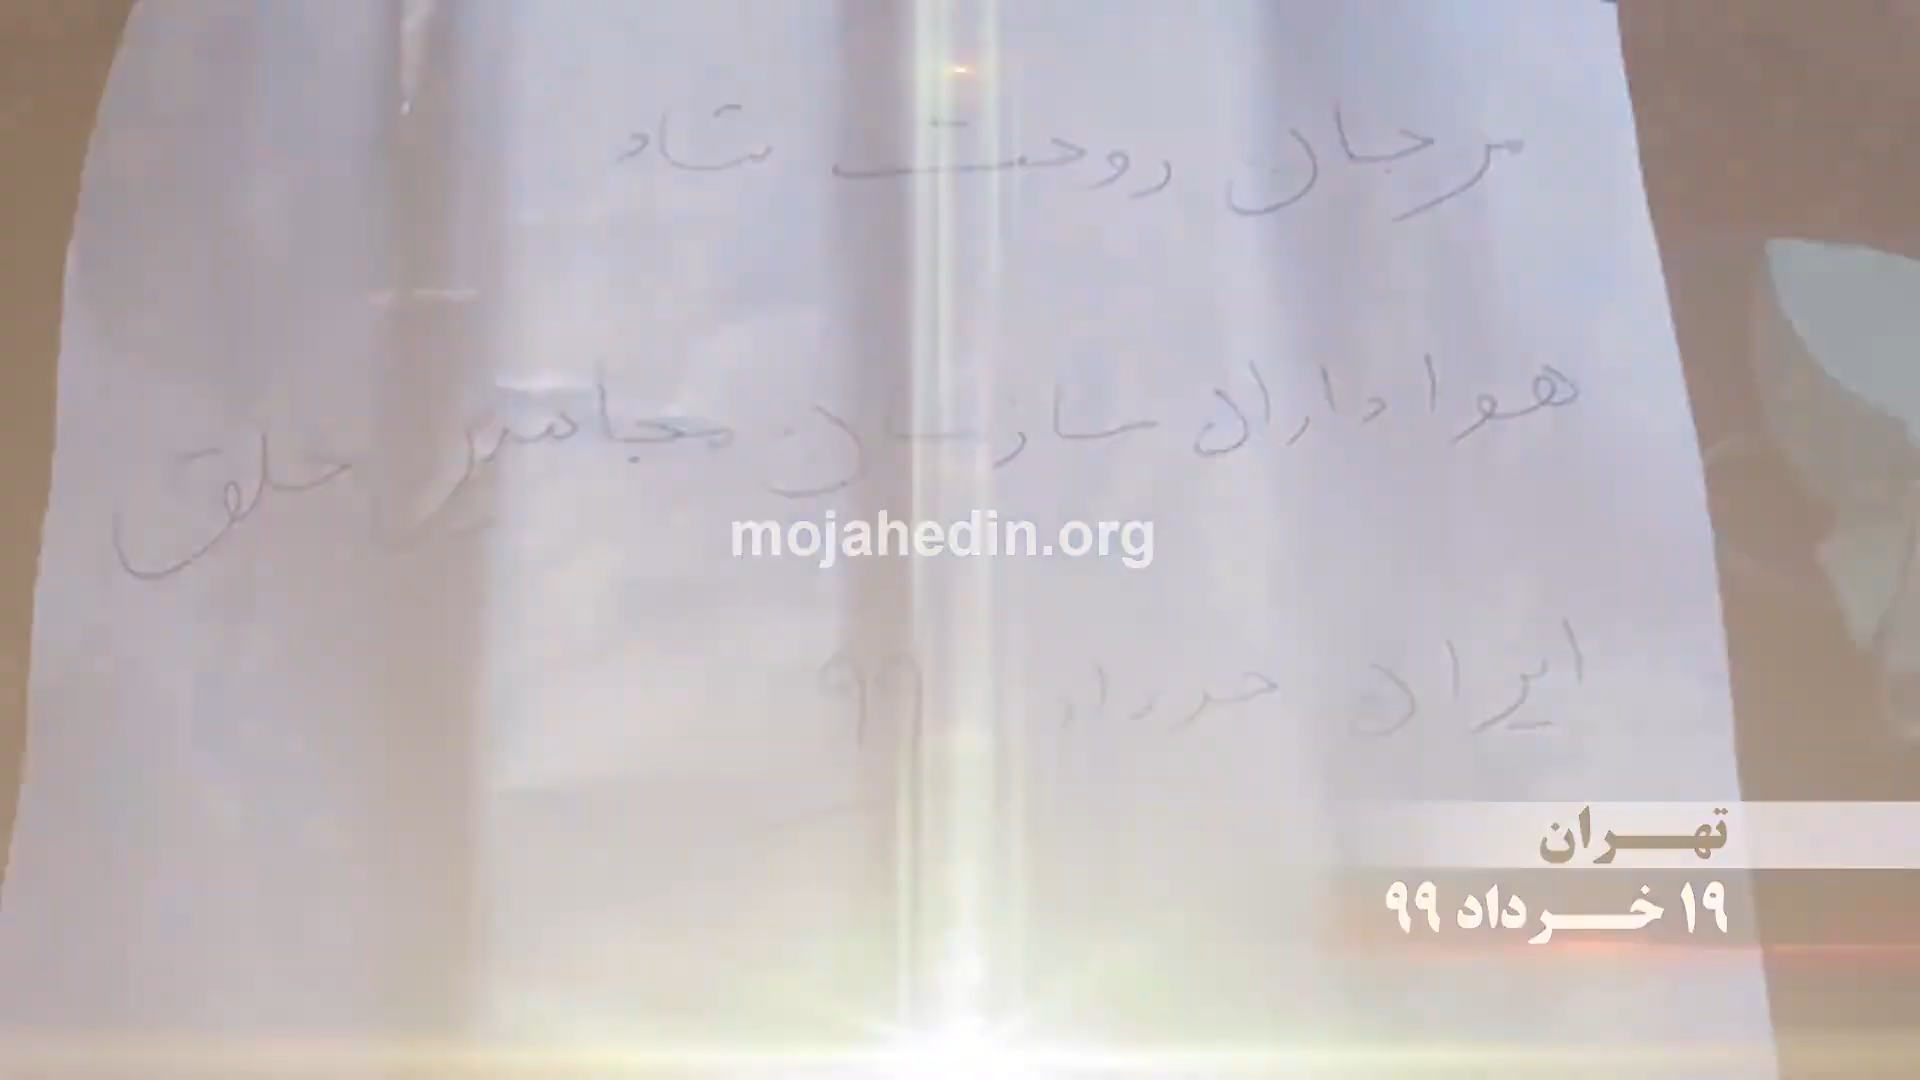 مرجان روحت شاد
هواداران سازمان مجاهدین خلق
mojahedin.org
ایران خرداد ۹۹
تهران
۱۹ خرداد ۹۹